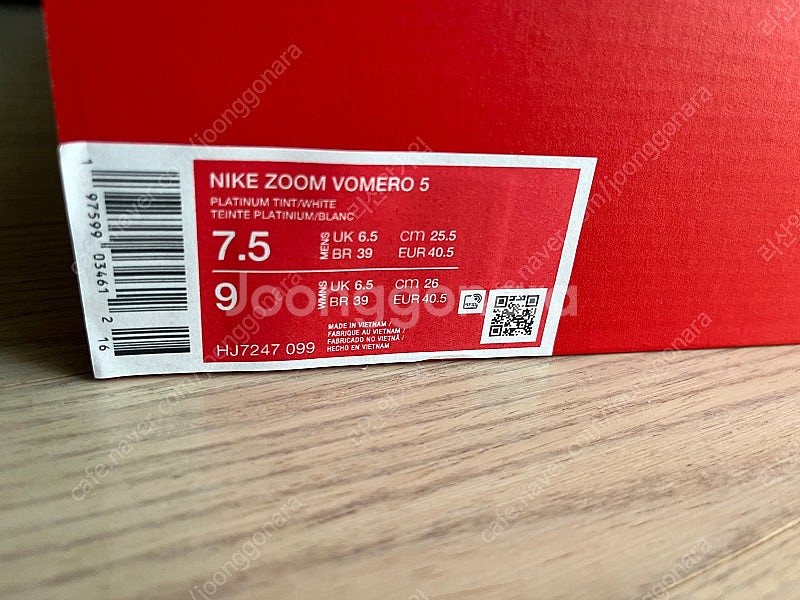 NIKE ZOOM VOMERO 5
PLATINUM TINT/WHITE
TEINTE PLATINIUM/BLANC
7.5 MENS UK 6.5 cm 25.5
BR 39 EUR 40.5
9 WMNS UK 6.5 cm 26
BR 39 EUR 40.5
MADE IN VIETNAM /
FABRIQUE AU VIETNAM /
FABRICADO NO VIETNÃ /
HECHO EN VIETNAM
HJ7247 099
1 97599 03461 2 16
Joonggonara
cafe.naver.com/joonggonara